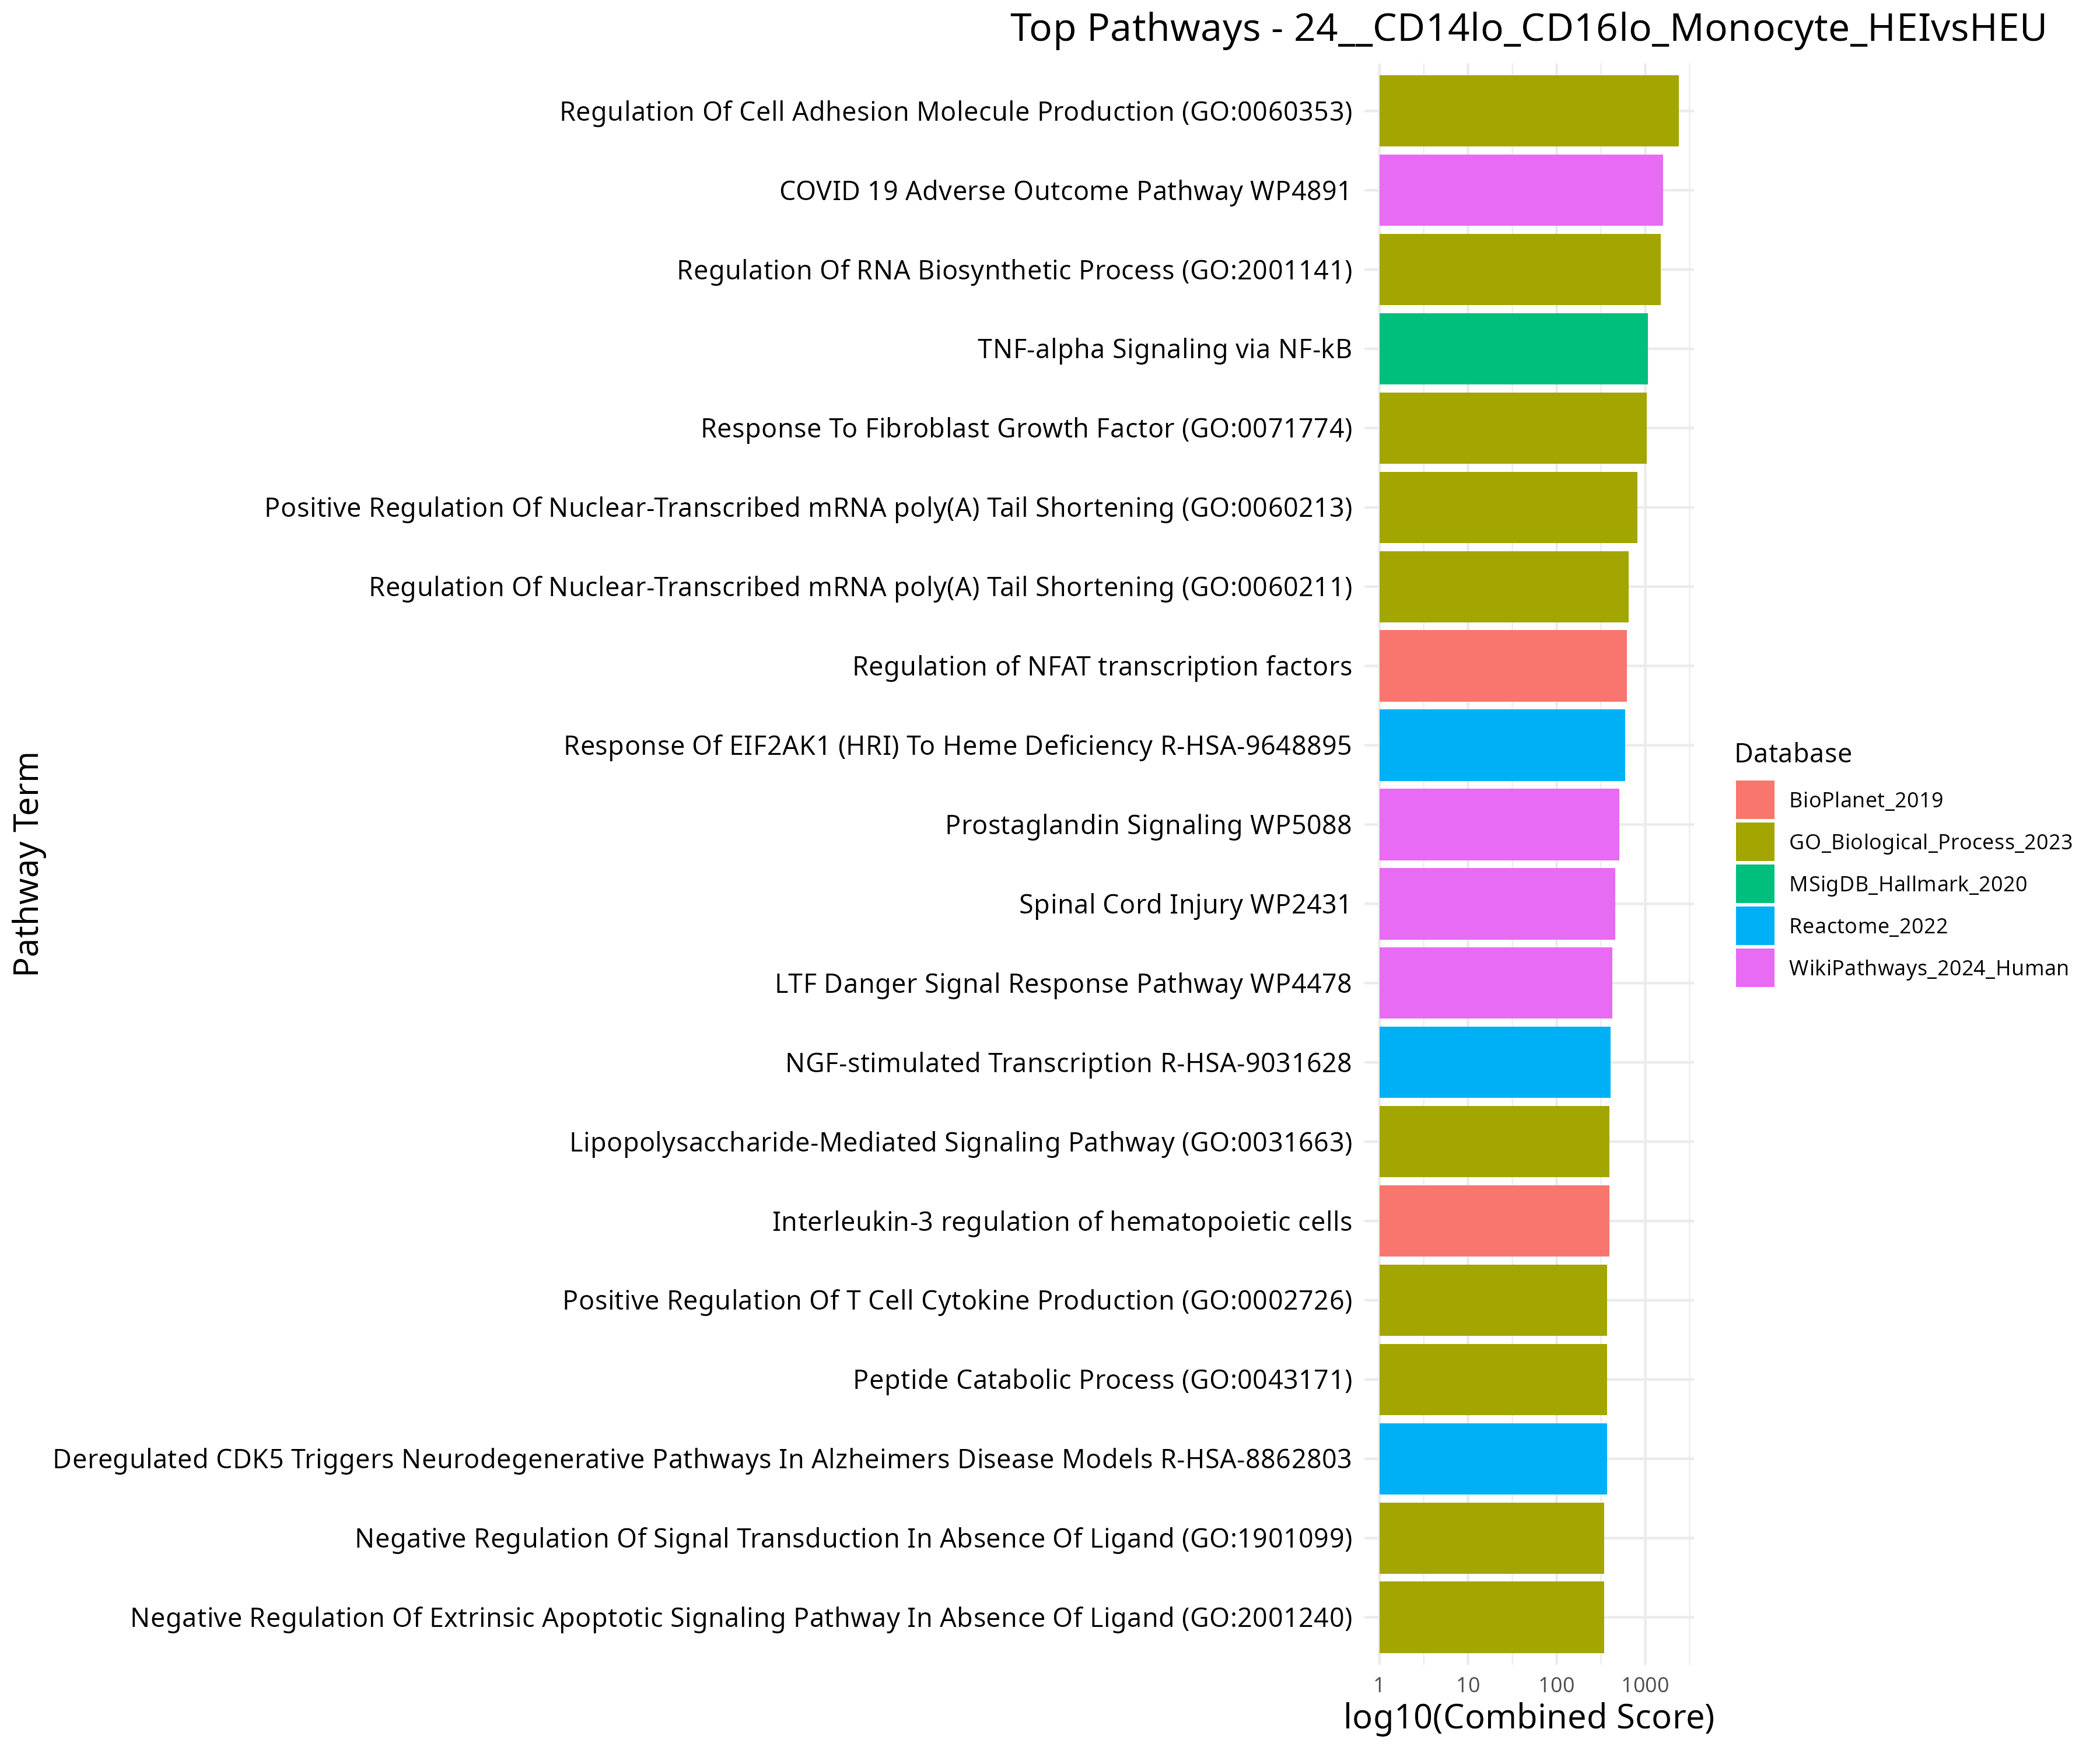 Top Pathways - 24__CD14lo_CD16lo_Monocyte_HEIvsHEU
Pathway Term
Regulation Of Cell Adhesion Molecule Production (GO:0060353)
COVID 19 Adverse Outcome Pathway WP4891
Regulation Of RNA Biosynthetic Process (GO:2001141)
TNF-alpha Signaling via NF-kB
Response To Fibroblast Growth Factor (GO:0071774)
Positive Regulation Of Nuclear-Transcribed mRNA poly(A) Tail Shortening (GO:0060213)
Regulation Of Nuclear-Transcribed mRNA poly(A) Tail Shortening (GO:0060211)
Regulation of NFAT transcription factors
Response Of EIF2AK1 (HRI) To Heme Deficiency R-HSA-9648895
Prostaglandin Signaling WP5088
Spinal Cord Injury WP2431
LTF Danger Signal Response Pathway WP4478
NGF-stimulated Transcription R-HSA-9031628
Lipopolysaccharide-Mediated Signaling Pathway (GO:0031663)
Interleukin-3 regulation of hematopoietic cells
Positive Regulation Of T Cell Cytokine Production (GO:0002726)
Peptide Catabolic Process (GO:0043171)
Deregulated CDK5 Triggers Neurodegenerative Pathways In Alzheimers Disease Models R-HSA-8862803
Negative Regulation Of Signal Transduction In Absence Of Ligand (GO:1901099)
Negative Regulation Of Extrinsic Apoptotic Signaling Pathway In Absence Of Ligand (GO:2001240)
1 10 100 1000
log10(Combined Score)
Database
BioPlanet_2019
GO_Biological_Process_2023
MSigDB_Hallmark_2020
Reactome_2022
WikiPathways_2024_Human